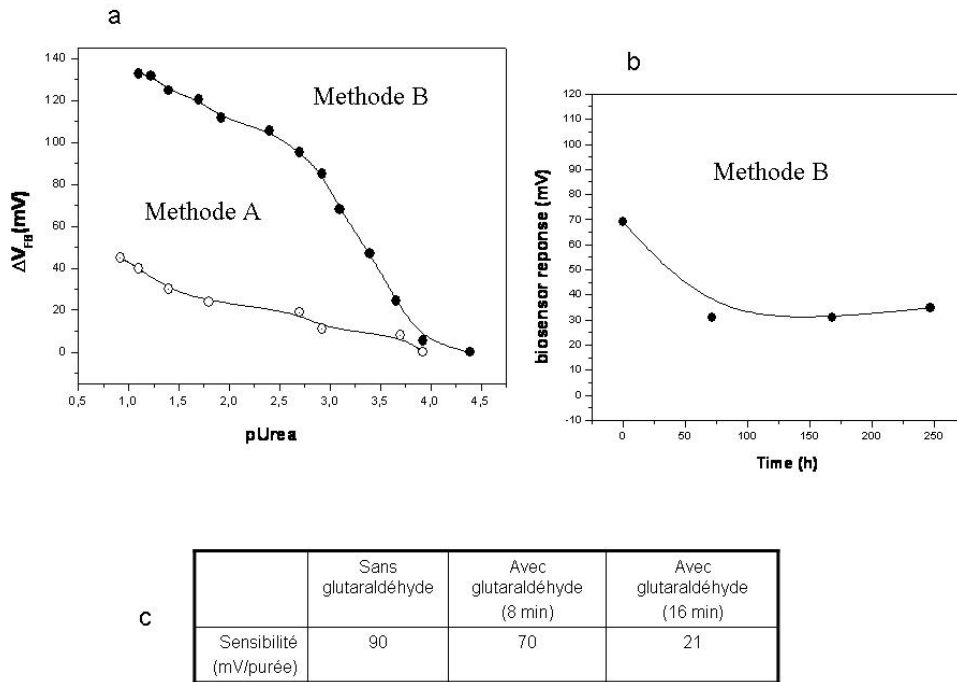 a
140
120
100
80
60
40
20
0
ΔV_FB(mV)
Methode B
Methode A
0,5 1,0 1,5 2,0 2,5 3,0 3,5 4,0 4,5
pUrea
b
120
110
100
90
80
70
60
50
40
30
20
10
0
-10
biosensor reponse (mV)
Methode B
0 50 100 150 200 250
Time (h)
c
Sans glutaraldéhyde
Avec glutaraldéhyde (8 min)
Avec glutaraldéhyde (16 min)
Sensibilité (mV/purée)
90 70 21